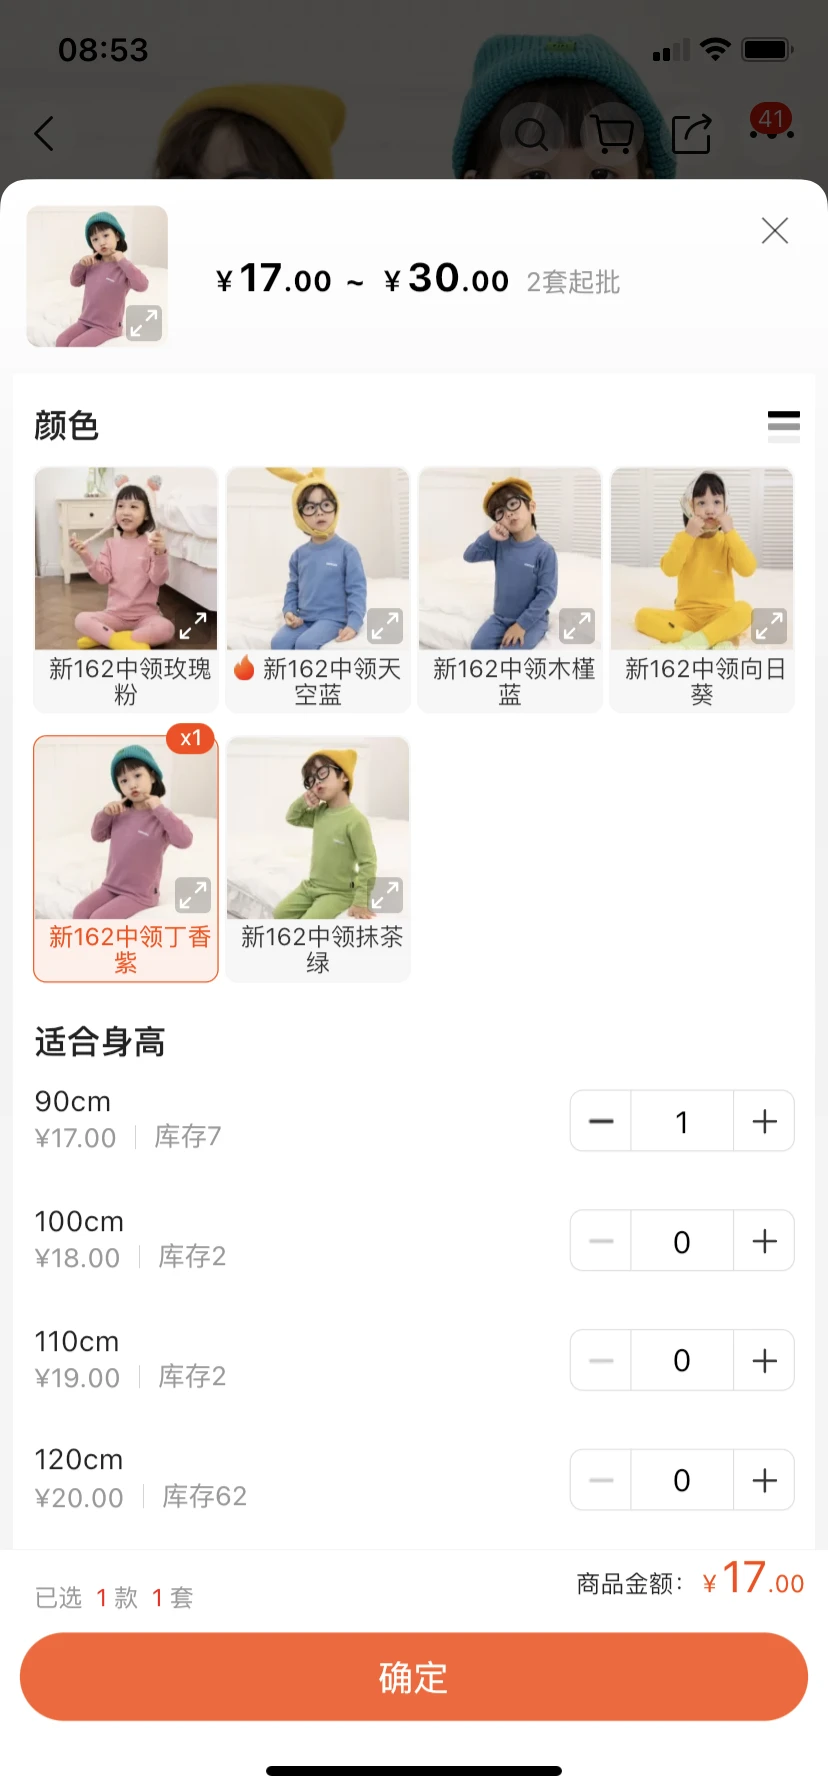 08:53
41
¥17.00 ~ ¥30.00 2套起批
颜色
新162中领玫瑰
粉
🔥 新162中领天
空蓝
新162中领木槿
蓝
新162中领向日
葵
x1
新162中领丁香
紫
新162中领抹茶
绿
适合身高
90cm
¥17.00 库存7
1
100cm
¥18.00 库存2
0
110cm
¥19.00 库存2
0
120cm
¥20.00 库存62
0
已选 1 款 1 套
商品金额: ¥17.00
确定